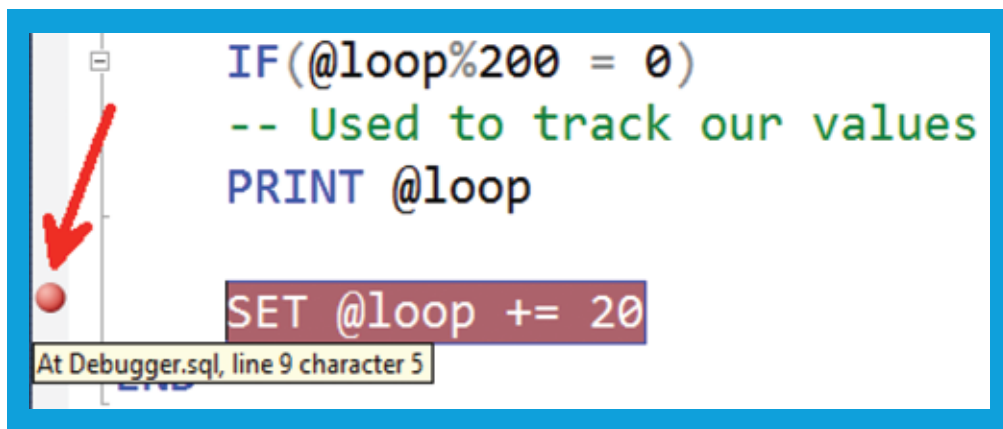 IF(@loop%200 = 0)
-- Used to track our values
PRINT @loop
SET @loop += 20
At Debugger.sql, line 9 character 5
END